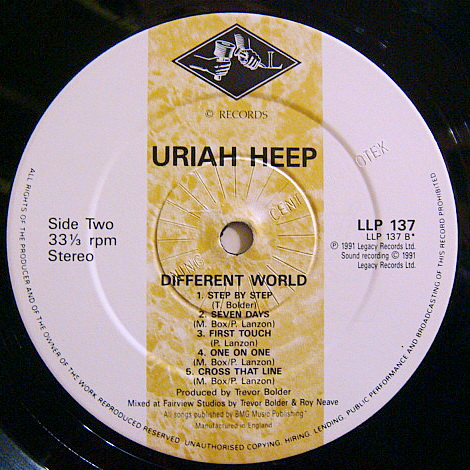 L
© RECORDS
URIAH HEEP
OTEK
CENT
NING
Side Two
33⅓ rpm
Stereo
LLP 137
LLP 137 B*
℗ 1991 Legacy Records Ltd.
Sound recording © 1991
Legacy Records Ltd.
DIFFERENT WORLD
1. STEP BY STEP
(T. Bolder)
2. SEVEN DAYS
(M. Box/P. Lanzon)
3. FIRST TOUCH
(P. Lanzon)
4. ONE ON ONE
(M. Box/P. Lanzon)
5. CROSS THAT LINE
(M. Box/P. Lanzon)
Produced by Trevor Bolder
Mixed at Fairview Studios by Trevor Bolder & Roy Neave
All songs published by BMG Music Publishing*
Manufactured in England
ALL RIGHTS OF THE PRODUCER AND OF THE OWNER OF THE WORK REPRODUCED RESERVED. UNAUTHORISED COPYING, HIRING, LENDING, PUBLIC PERFORMANCE AND BROADCASTING OF THIS RECORD PROHIBITED